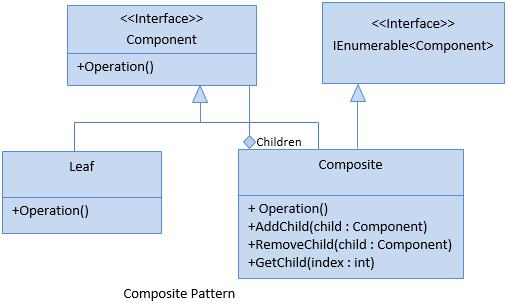 <<Interface>>
Component
+Operation()
<<Interface>>
IEnumerable<Component>
Children
Leaf
+Operation()
Composite
+ Operation()
+AddChild(child : Component)
+RemoveChild(child : Component)
+GetChild(index : int)
Composite Pattern